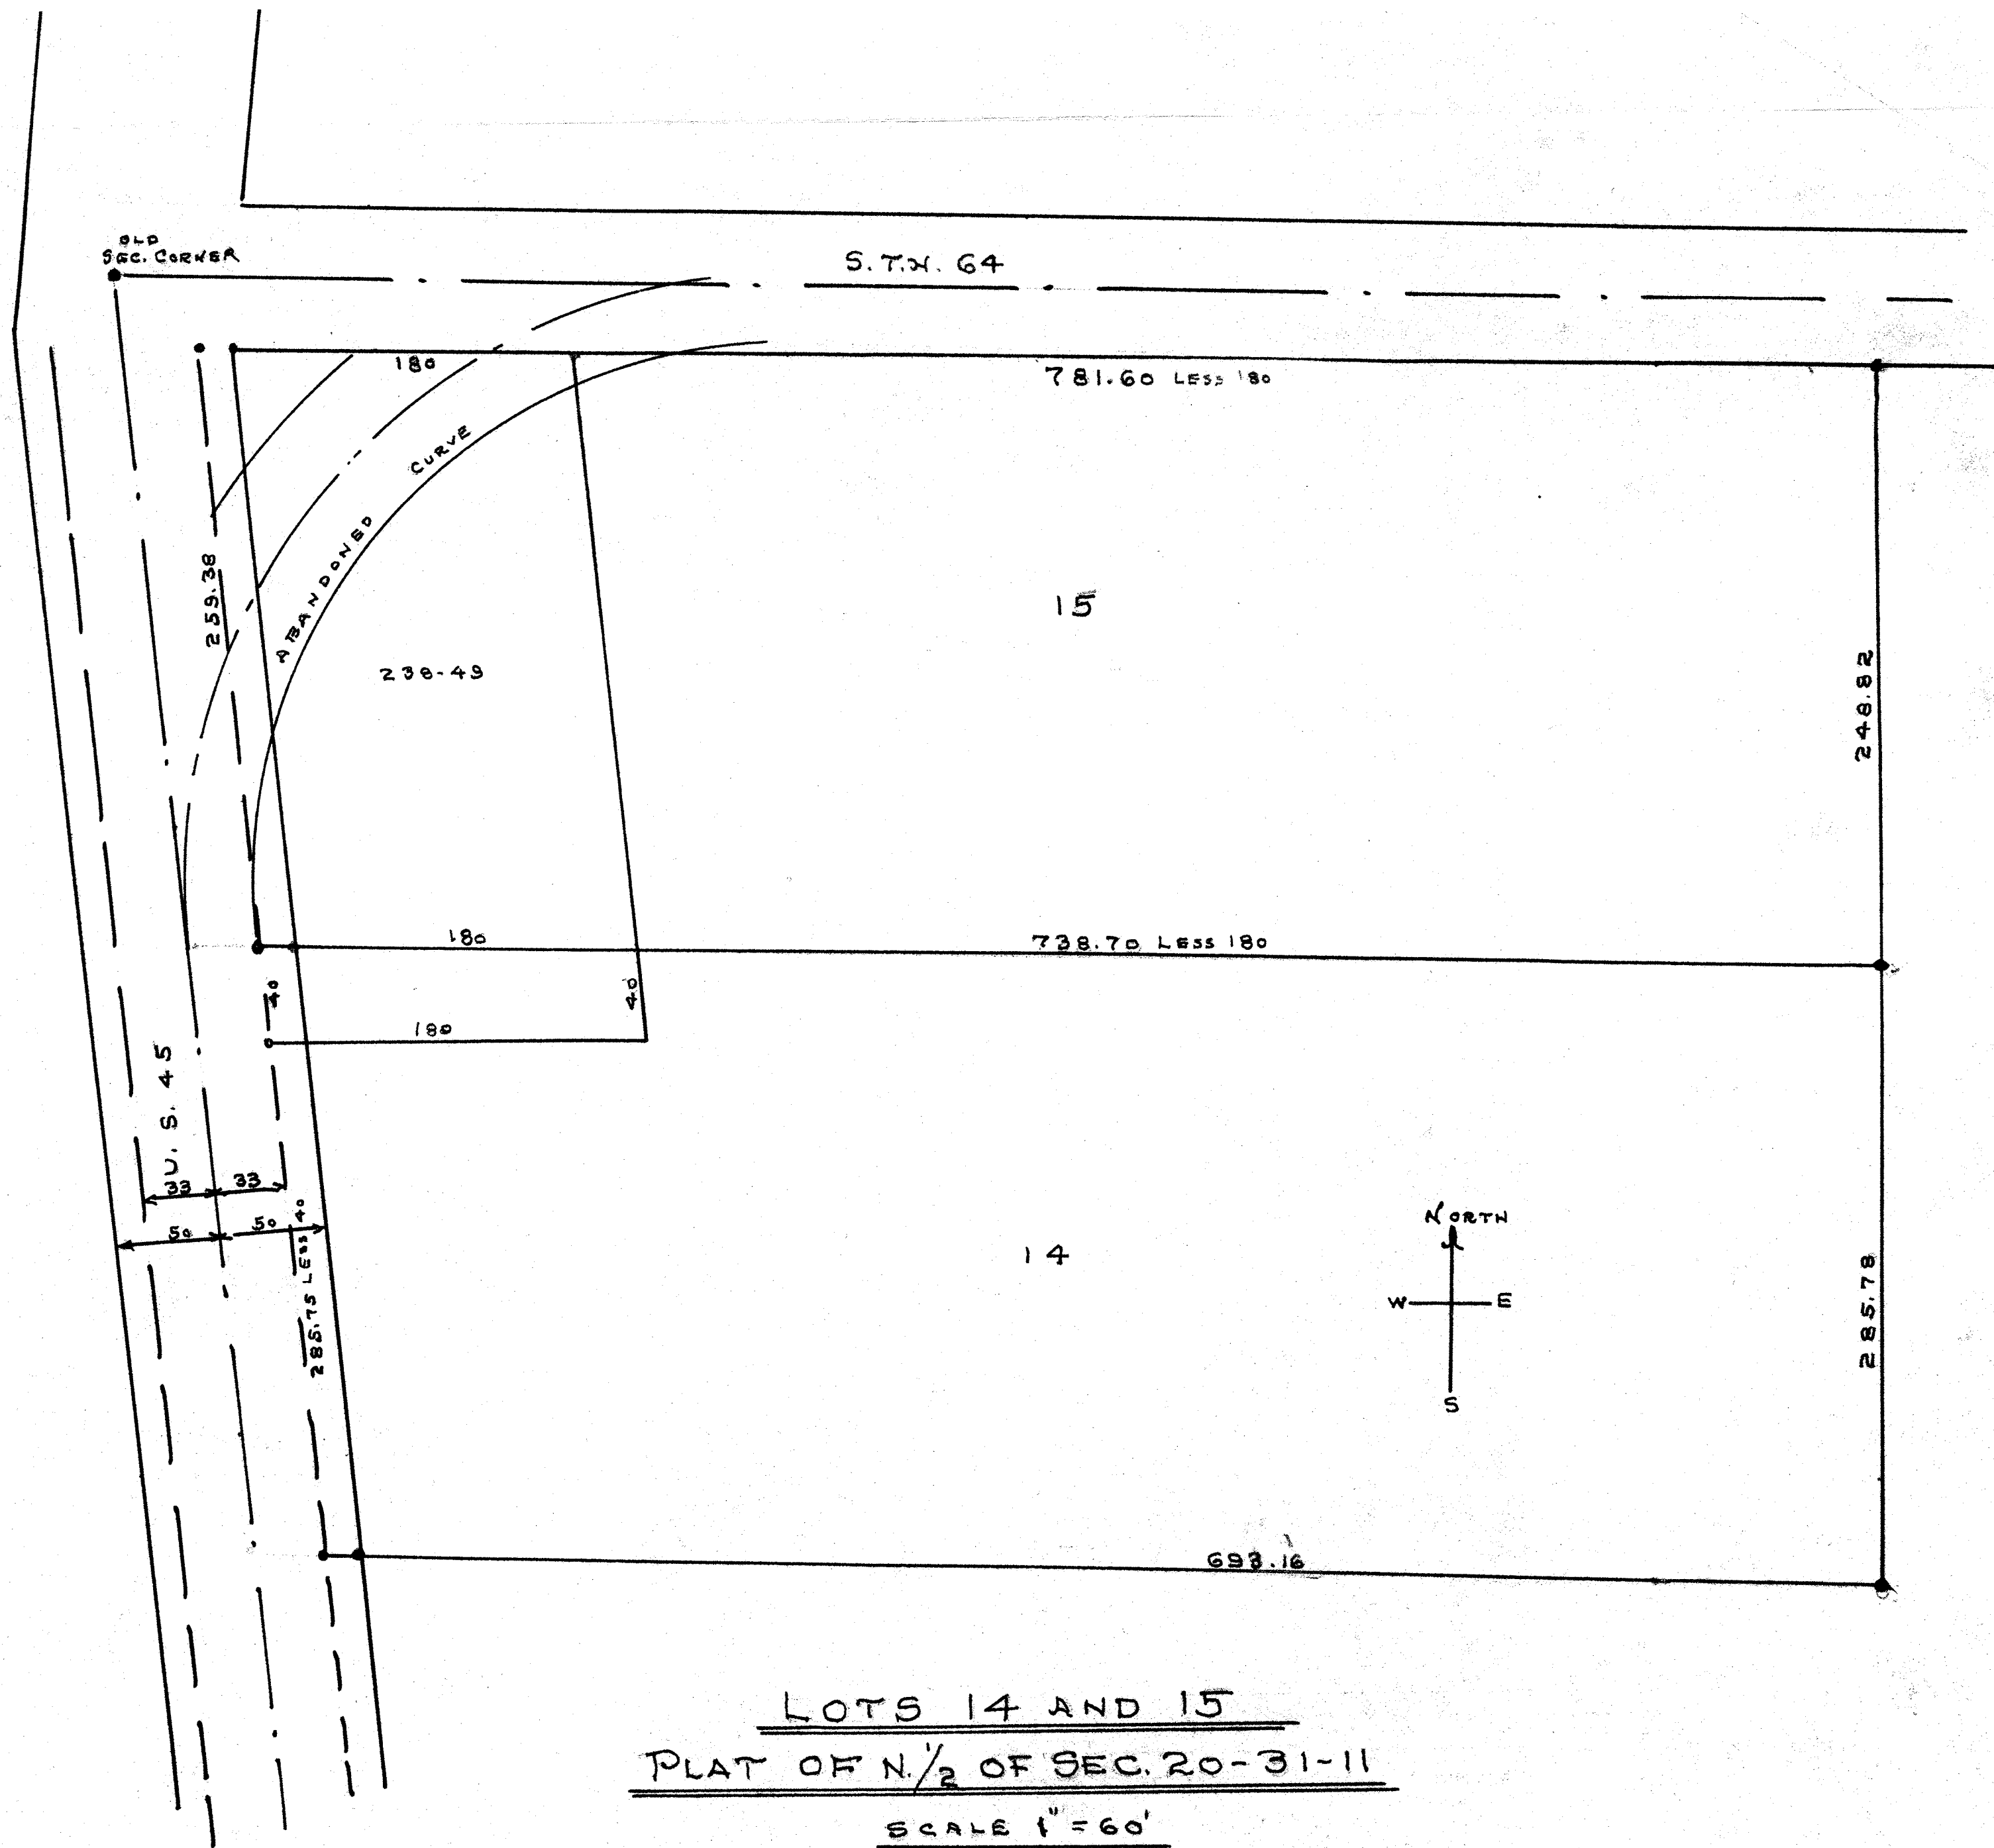 OLD
SEC. CORNER
S. T. H. 64
180
781.60 LESS 180
CURVE
ABANDONED
259.38
15
238-49
248.82
180
738.70 LESS 180
40
40
180
U. S. 45
33 33
50 50
285.75 LESS 40
14
NORTH
W E
S
285.78
693.16
LOTS 14 AND 15
PLAT OF N. 1/2 OF SEC. 20-31-11
SCALE 1" = 60'